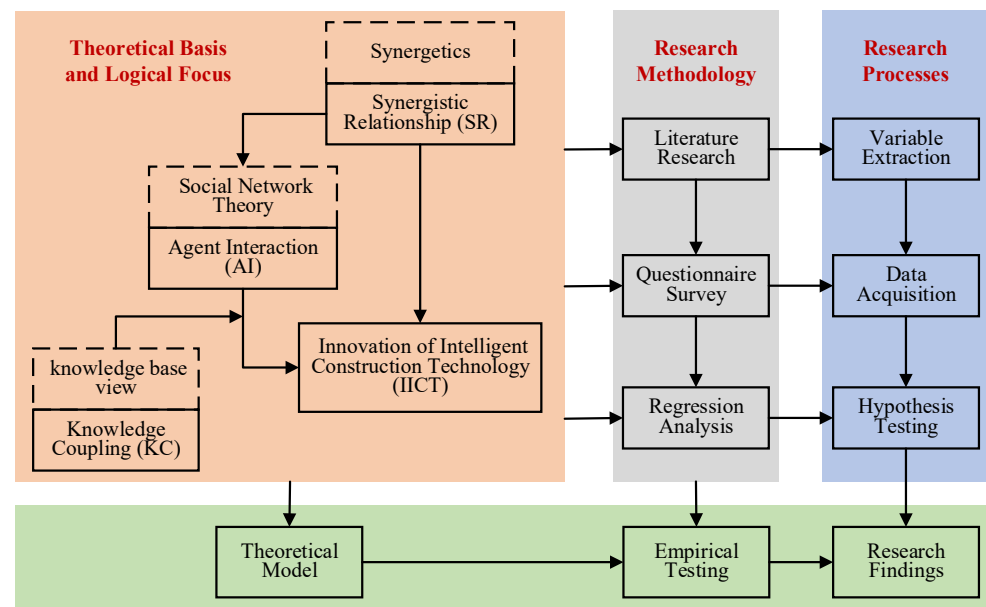 Theoretical Basis
and Logical Focus
Synergetics
Synergistic
Relationship (SR)
Social Network
Theory
Agent Interaction
(AI)
knowledge base
view
Knowledge
Coupling (KC)
Innovation of Intelligent
Construction Technology
(IICT)
Research
Methodology
Literature
Research
Questionnaire
Survey
Regression
Analysis
Research
Processes
Variable
Extraction
Data
Acquisition
Hypothesis
Testing
Theoretical
Model
Empirical
Testing
Research
Findings